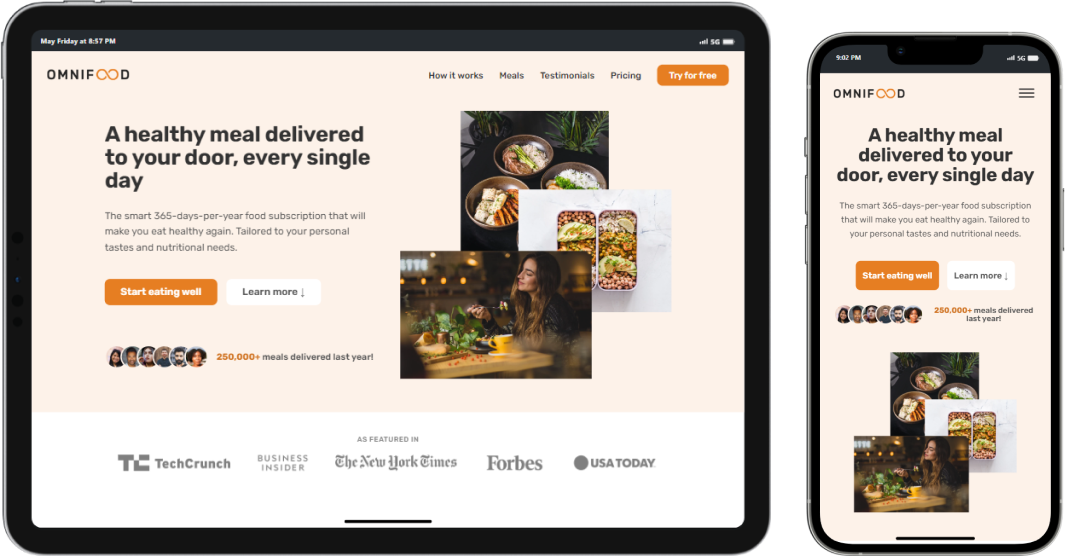 May Friday at 8:57 PM
5G
OMNIFOOD
How it works
Meals
Testimonials
Pricing
Try for free
A healthy meal delivered
to your door, every single
day
The smart 365-days-per-year food subscription that will
make you eat healthy again. Tailored to your personal
tastes and nutritional needs.
Start eating well
Learn more ↓
250,000+ meals delivered last year!
AS FEATURED IN
TechCrunch
BUSINESS
INSIDER
The New York Times
Forbes
USA TODAY
9:02 PM
5G
OMNIFOOD
A healthy meal
delivered to your
door, every single day
The smart 365-days-per-year food subscription
that will make you eat healthy again. Tailored to
your personal tastes and nutritional needs.
Start eating well
Learn more ↓
250,000+ meals delivered
last year!